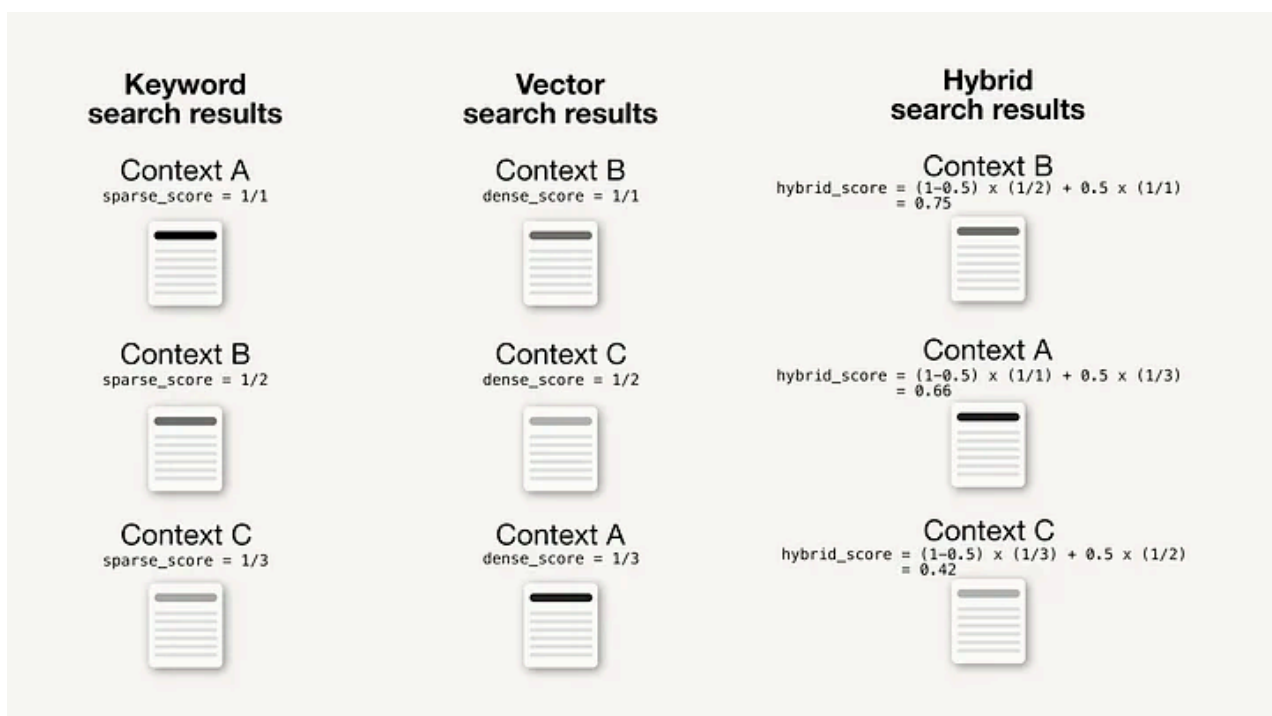 Keyword
search results
Context A
sparse_score = 1/1
Context B
sparse_score = 1/2
Context C
sparse_score = 1/3
Vector
search results
Context B
dense_score = 1/1
Context C
dense_score = 1/2
Context A
dense_score = 1/3
Hybrid
search results
Context B
hybrid_score = (1-0.5) x (1/2) + 0.5 x (1/1)
= 0.75
Context A
hybrid_score = (1-0.5) x (1/1) + 0.5 x (1/3)
= 0.66
Context C
hybrid_score = (1-0.5) x (1/3) + 0.5 x (1/2)
= 0.42